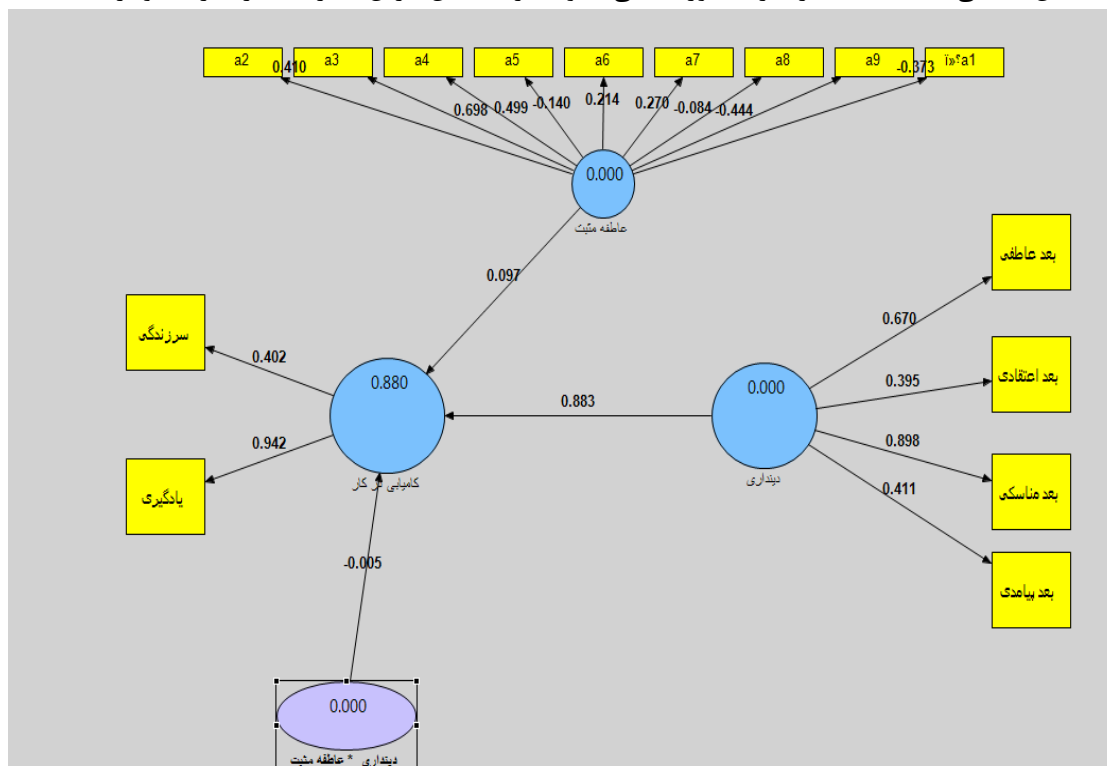 a2 a3 a4 a5 a6 a7 a8 a9 ï»؟a1
0.410 -0.373
0.698 0.499 -0.140 0.214 0.270 -0.084 -0.444
0.000
عاطفه مثبت
0.097
بعد عاطفی
0.670
سرزندگی
0.402
0.880
0.883
0.000
0.395
بعد اعتقادی
0.942
یادگیری
کامیابی در کار
دینداری
0.898
بعد مناسکی
0.411
-0.005
بعد پیامدی
0.000
دینداری * عاطفه مثبت